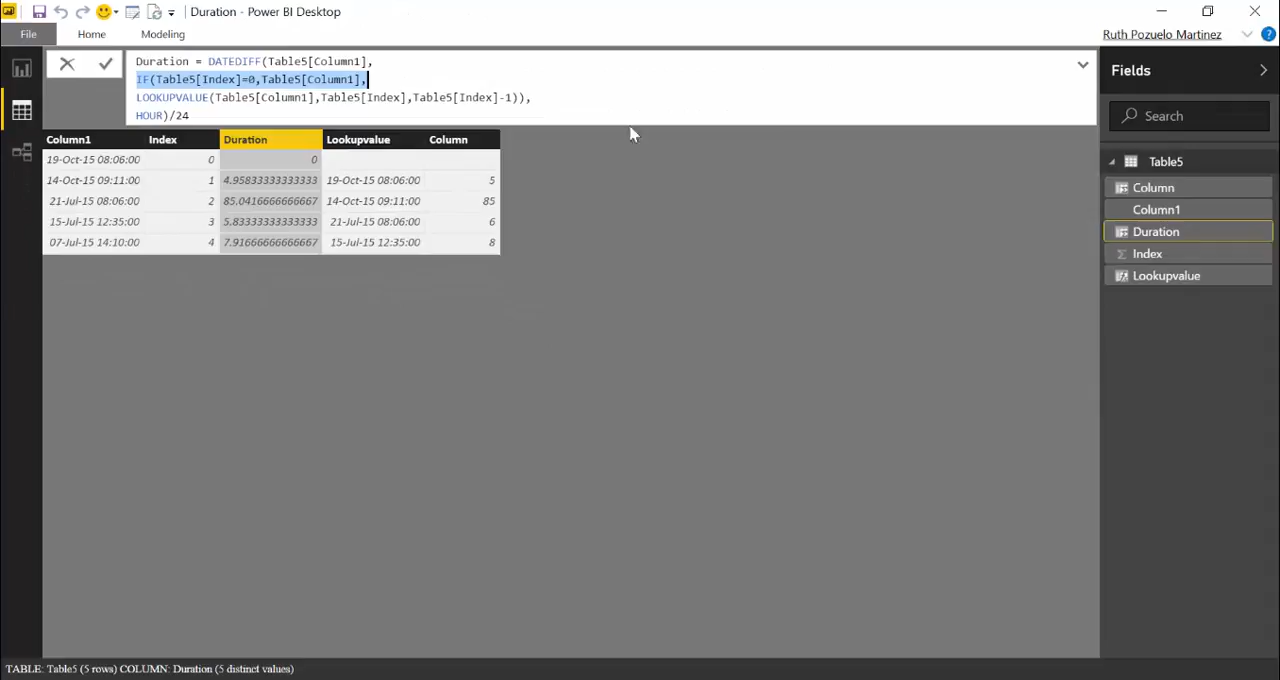 Duration - Power BI Desktop
File Home Modeling Ruth Pozuelo Martinez ?
Duration = DATEDIFF(Table5[Column1],
IF(Table5[Index]=0,Table5[Column1],
LOOKUPVALUE(Table5[Column1],Table5[Index],Table5[Index]-1)),
HOUR)/24
Fields
Search
Table5
Column
Column1
Duration
Index
Lookupvalue
Column1 Index Duration Lookupvalue Column
19-Oct-15 08:06:00 0 0
14-Oct-15 09:11:00 1 4.95833333333333 19-Oct-15 08:06:00 5
21-Jul-15 08:06:00 2 85.0416666666667 14-Oct-15 09:11:00 85
15-Jul-15 12:35:00 3 5.83333333333333 21-Jul-15 08:06:00 6
07-Jul-15 14:10:00 4 7.91666666666667 15-Jul-15 12:35:00 8
TABLE: Table5 (5 rows) COLUMN: Duration (5 distinct values)